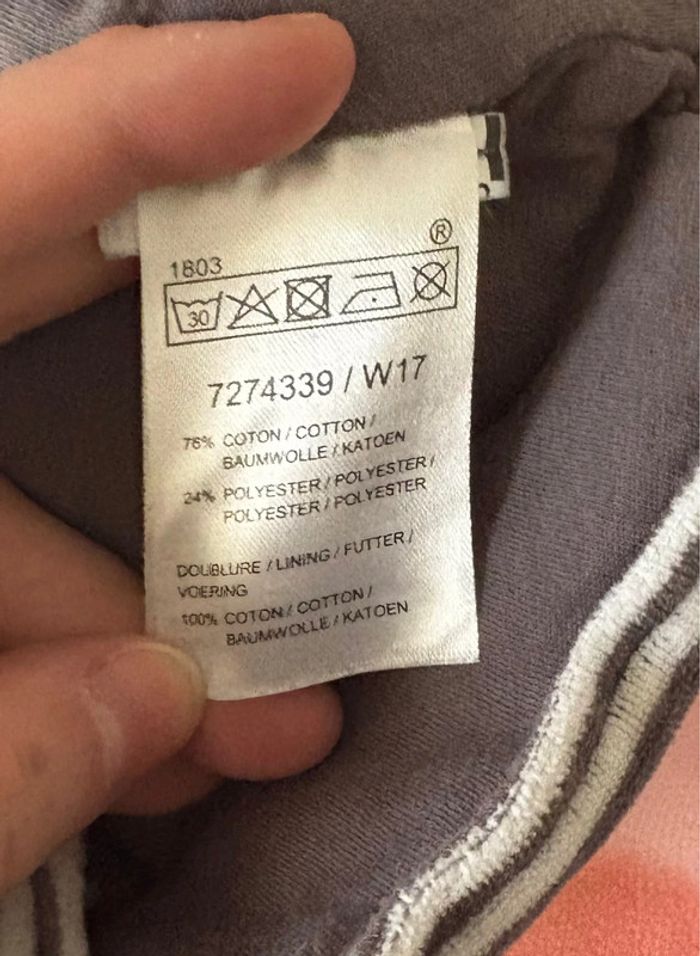 ®
1803
30
7274339 / W17
76% COTON / COTTON /
BAUMWOLLE / KATOEN
24% POLYESTER / POLYESTER /
POLYESTER / POLYESTER
DOUBLURE / LINING / FUTTER /
VOERING
100% COTON / COTTON /
BAUMWOLLE / KATOEN